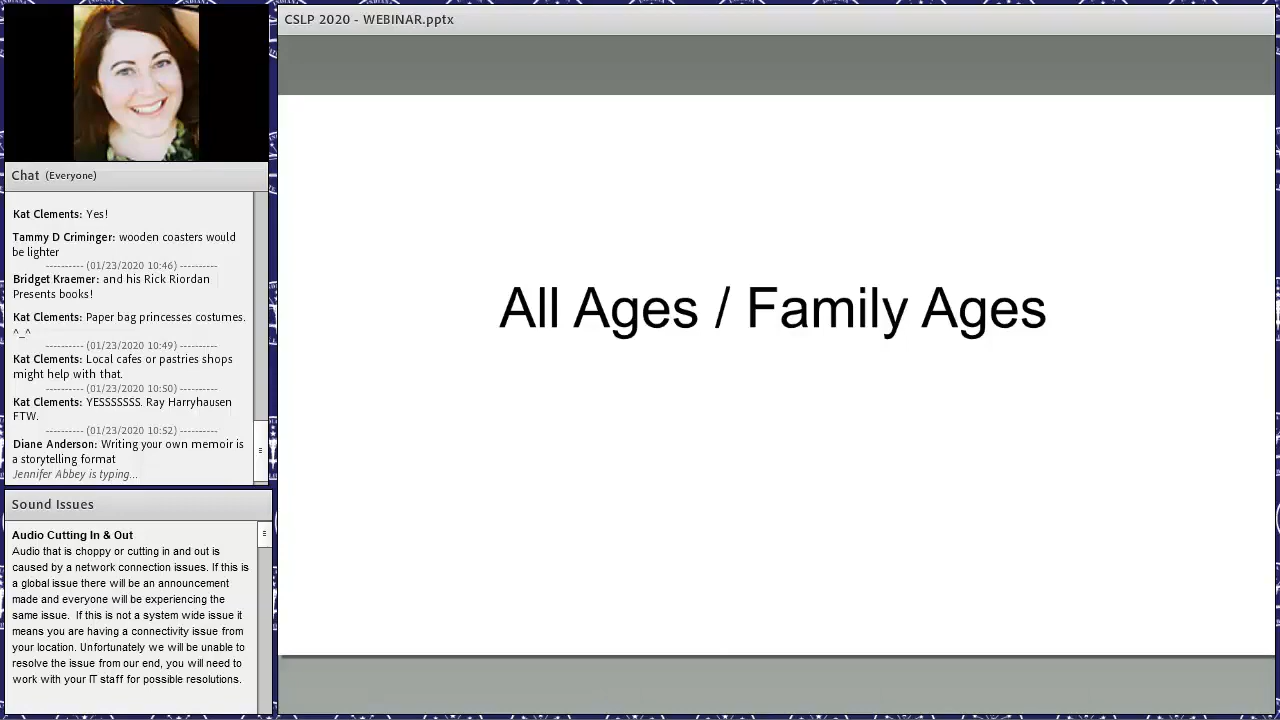 CSLP 2020 - WEBINAR.pptx
Chat (Everyone)
Kat Clements: Yes!
Tammy D Criminger: wooden coasters would
be lighter
---------- (01/23/2020 10:46) ----------
Bridget Kraemer: and his Rick Riordan
Presents books!
Kat Clements: Paper bag princesses costumes.
^_^
---------- (01/23/2020 10:49) ----------
Kat Clements: Local cafes or pastries shops
might help with that.
---------- (01/23/2020 10:50) ----------
Kat Clements: YESSSSSSS. Ray Harryhausen
FTW.
---------- (01/23/2020 10:52) ----------
Diane Anderson: Writing your own memoir is
a storytelling format
Jennifer Abbey is typing...
Sound Issues
Audio Cutting In & Out
Audio that is choppy or cutting in and out is
caused by a network connection issues. If this is
a global issue there will be an announcement
made and everyone will be experiencing the
same issue.  If this is not a system wide issue it
means you are having a connectivity issue from
your location. Unfortunately we will be unable to
resolve the issue from our end, you will need to
work with your IT staff for possible resolutions.
All Ages / Family Ages